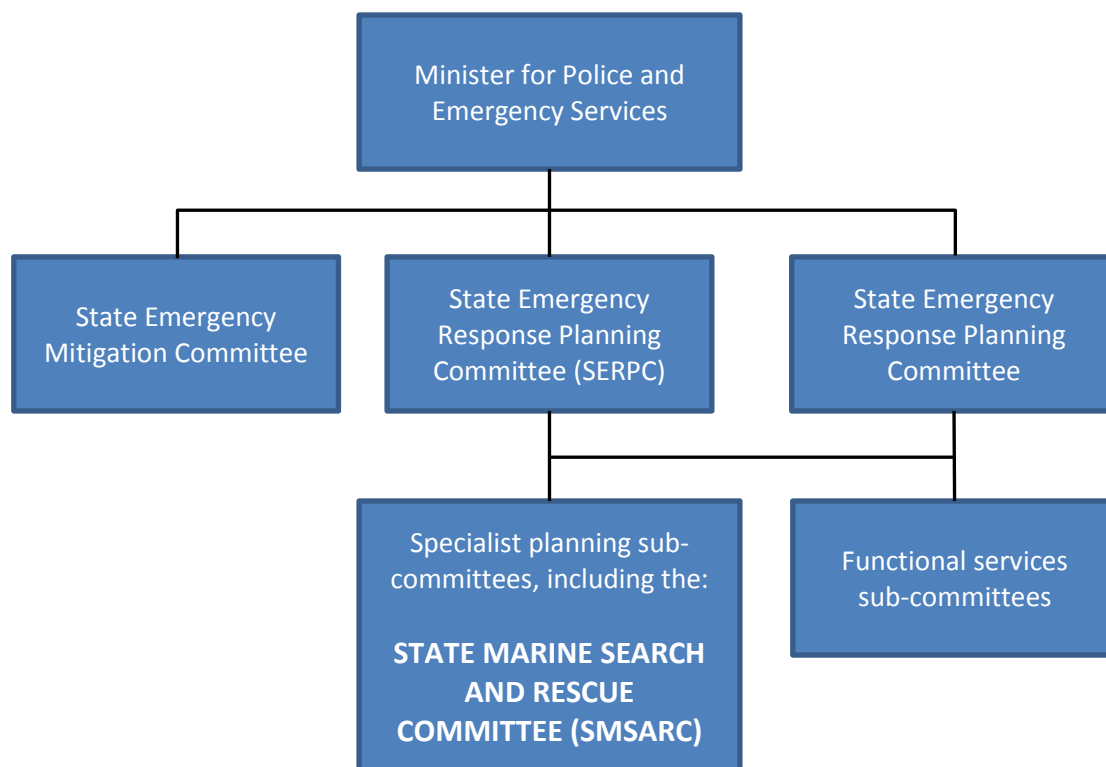 Minister for Police and
Emergency Services
State Emergency
Mitigation Committee
State Emergency
Response Planning
Committee (SERPC)
State Emergency
Response Planning
Committee
Specialist planning sub-
committees, including the:
STATE MARINE SEARCH
AND RESCUE
COMMITTEE (SMSARC)
Functional services
sub-committees